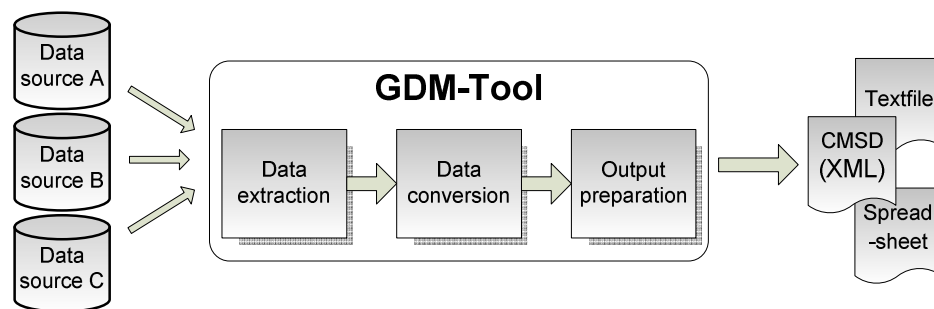 Data
source A
Data
source B
Data
source C
GDM-Tool
Data
extraction
Data
conversion
Output
preparation
Textfile
CMSD
(XML)
Spread
-sheet